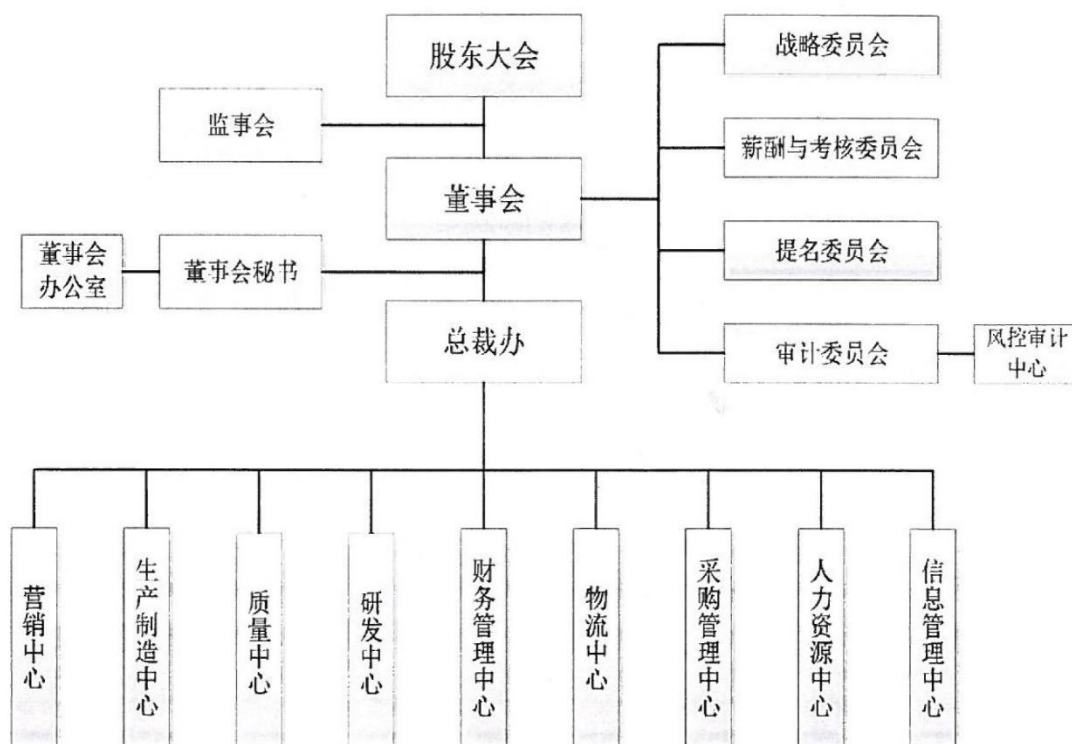 股东大会
战略委员会
监事会
薪酬与考核委员会
董事会
提名委员会
董事会
办公室
董事会秘书
总裁办
审计委员会
风控审计
中心
营销中心
生产制造中心
质量中心
研发中心
财务管理中心
物流中心
采购管理中心
人力资源中心
信息管理中心